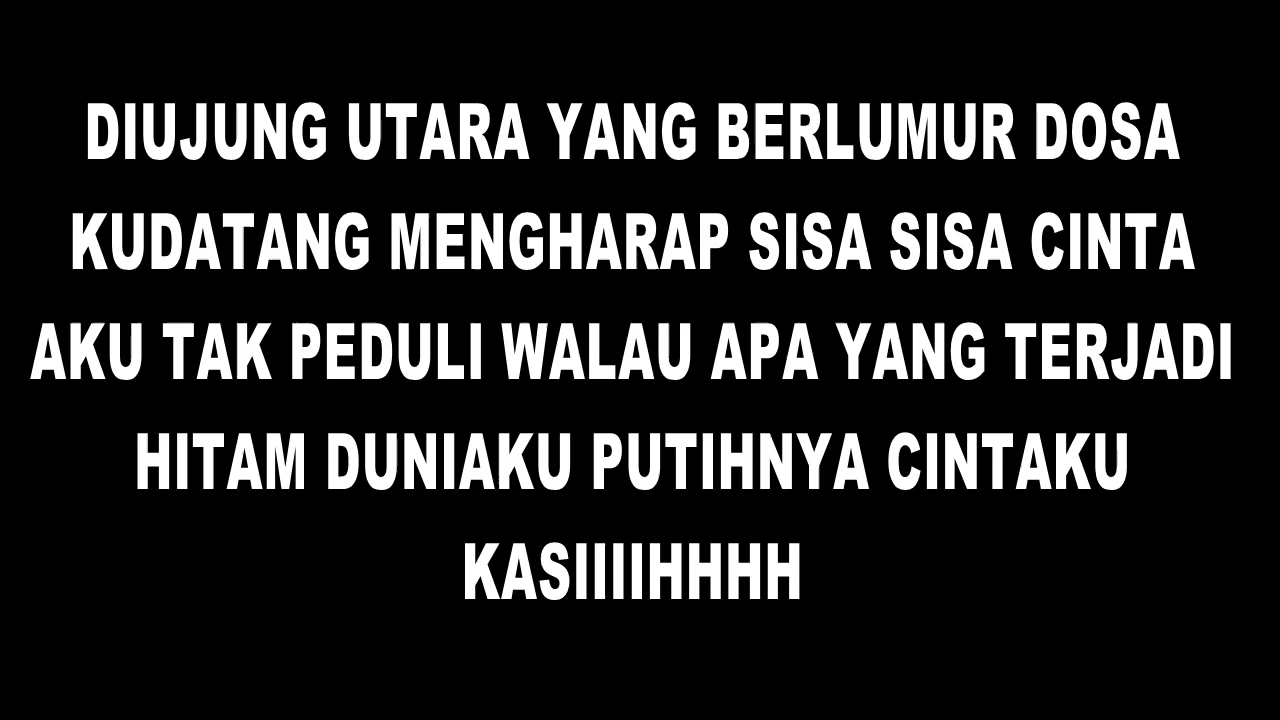 DIUJUNG UTARA YANG BERLUMUR DOSA
KUDATANG MENGHARAP SISA SISA CINTA
AKU TAK PEDULI WALAU APA YANG TERJADI
HITAM DUNIAKU PUTIHNYA CINTAKU
KASIIIIHHHH